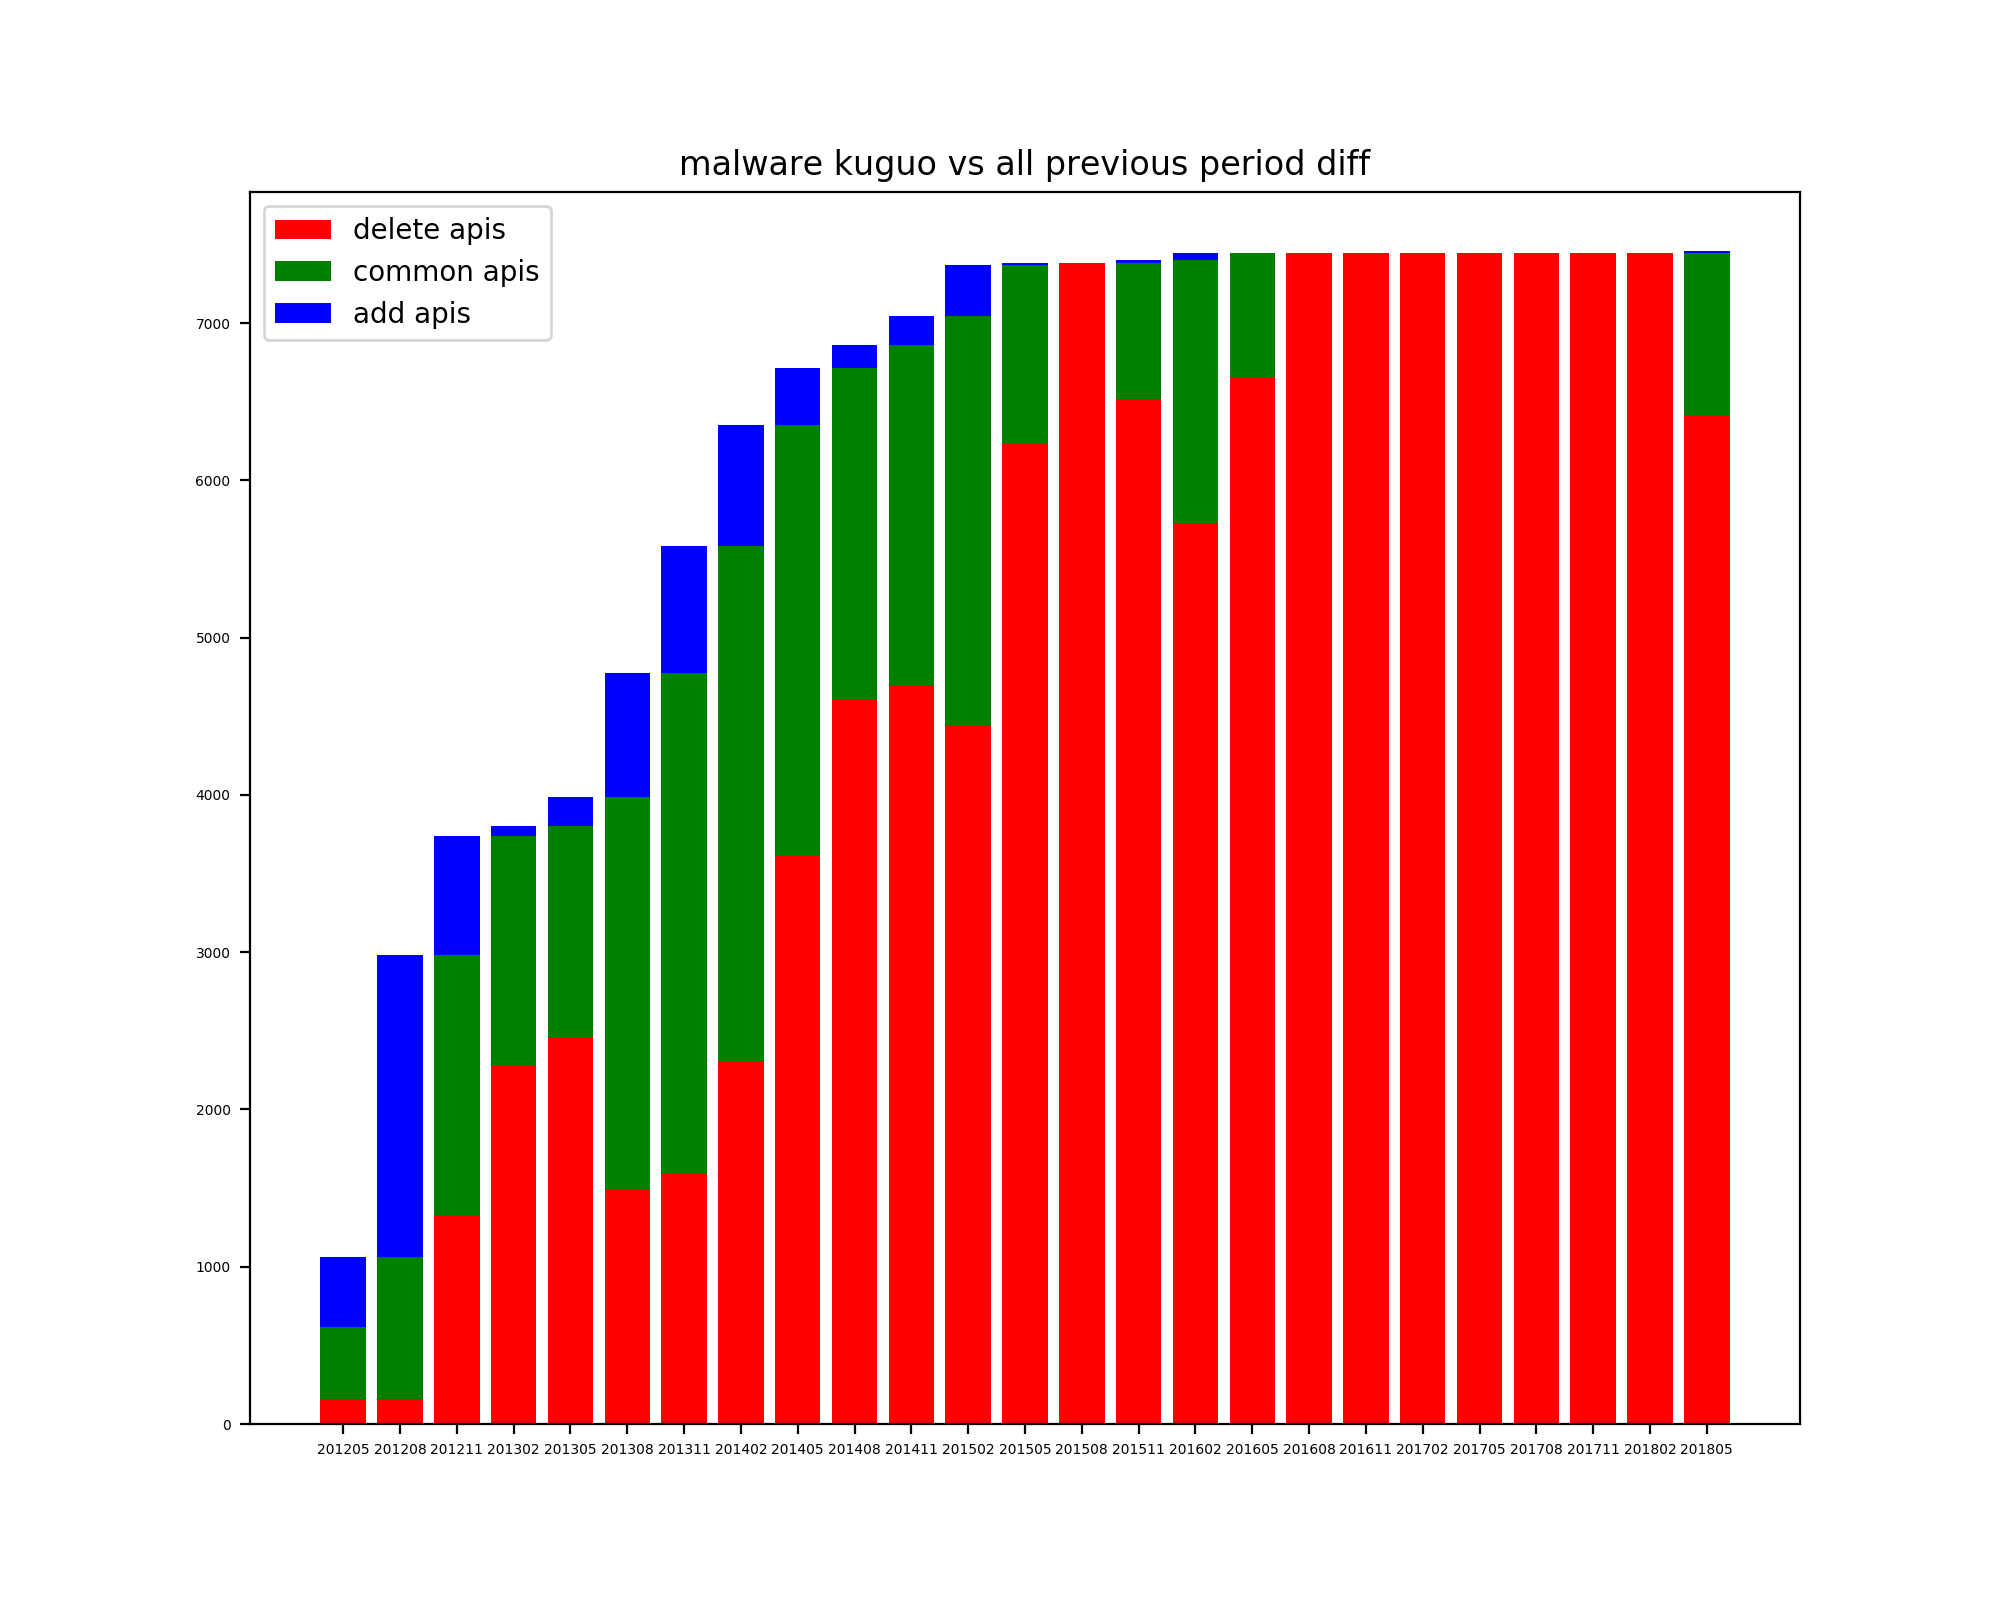 malware kuguo vs all previous period diff
delete apis
common apis
add apis
7000
6000
5000
4000
3000
2000
1000
0
201205 201208 201211 201302 201305 201308 201311 201402 201405 201408 201411 201502 201505 201508 201511 201602 201605 201608 201611 201702 201705 201708 201711 201802 201805